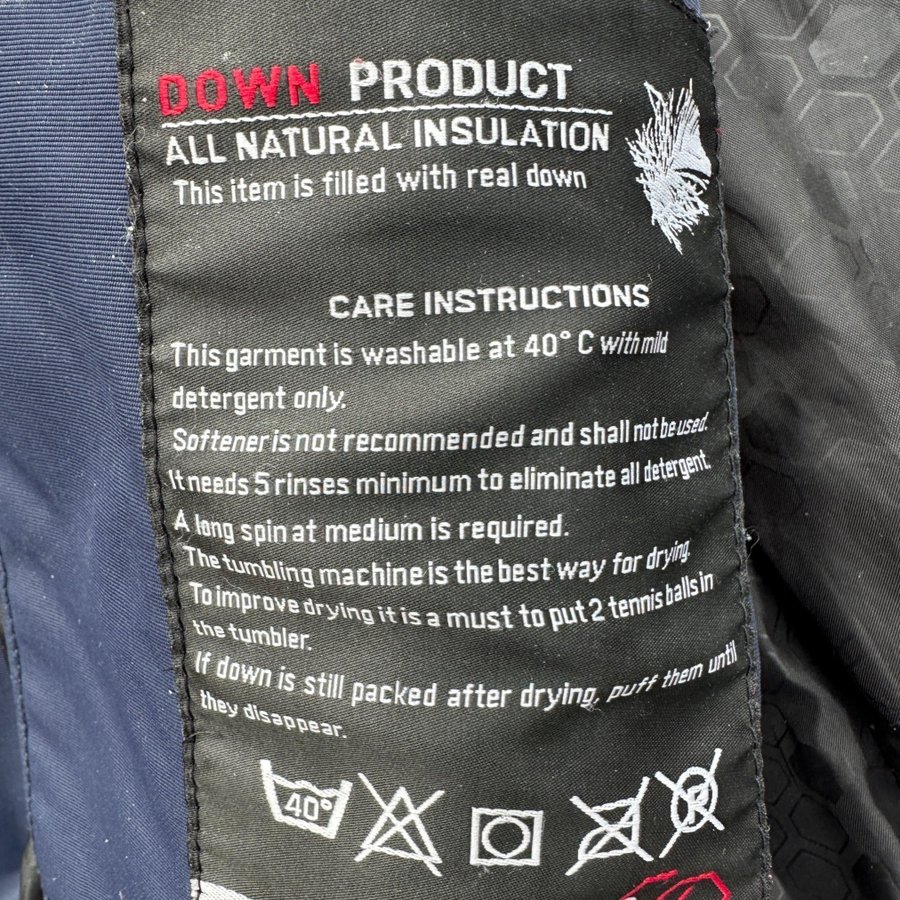 DOWN PRODUCT
ALL NATURAL INSULATION
This item is filled with real down
CARE INSTRUCTIONS
This garment is washable at 40° C with mild
detergent only.
Softener is not recommended and shall not be used.
It needs 5 rinses minimum to eliminate all detergent.
A long spin at medium is required.
The tumbling machine is the best way for drying.
To improve drying it is a must to put 2 tennis balls in
the tumbler.
If down is still packed after drying, puff them until
they disappear.
40° P